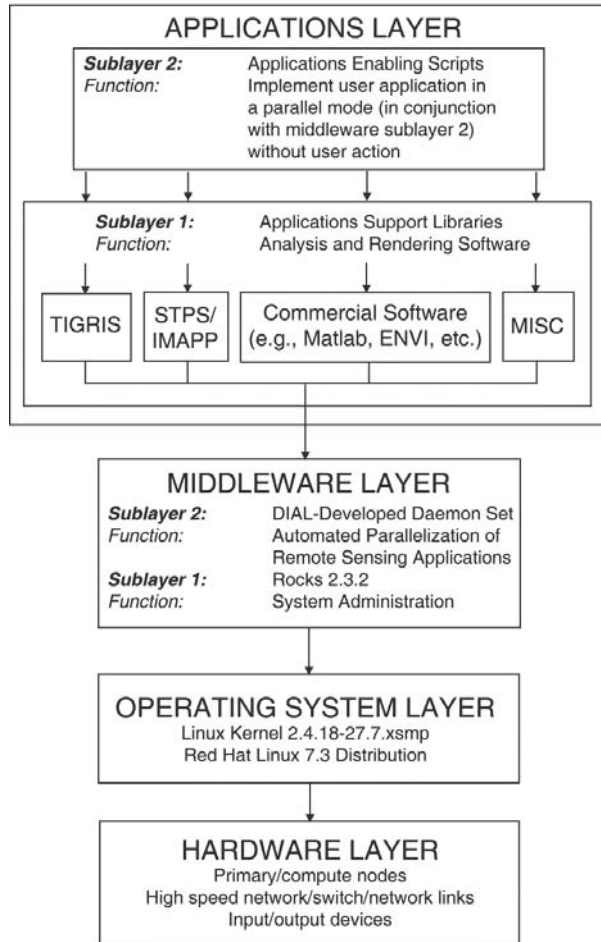 APPLICATIONS LAYER
Sublayer 2: Applications Enabling Scripts
Function: Implement user application in
a parallel mode (in conjunction
with middleware sublayer 2)
without user action
Sublayer 1: Applications Support Libraries
Function: Analysis and Rendering Software
TIGRIS
STPS/
IMAPP
Commercial Software
(e.g., Matlab, ENVI, etc.)
MISC
MIDDLEWARE LAYER
Sublayer 2: DIAL-Developed Daemon Set
Function: Automated Parallelization of
Remote Sensing Applications
Sublayer 1: Rocks 2.3.2
Function: System Administration
OPERATING SYSTEM LAYER
Linux Kernel 2.4.18-27.7.xsmp
Red Hat Linux 7.3 Distribution
HARDWARE LAYER
Primary/compute nodes
High speed network/switch/network links
Input/output devices